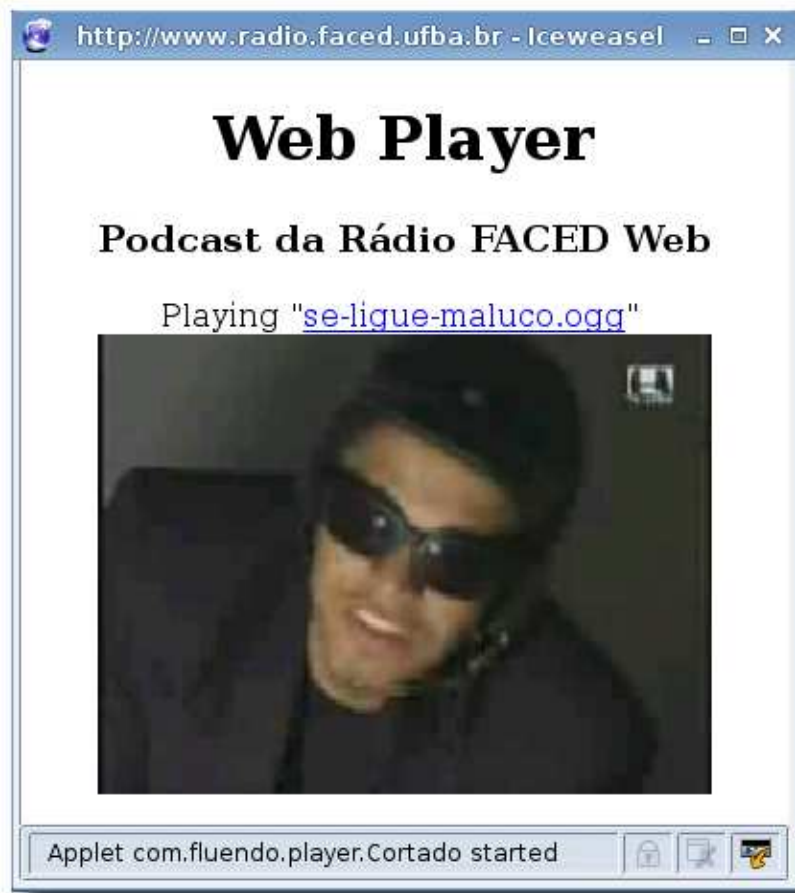 http://www.radio.faced.ufba.br - Iceweasel
Web Player
Podcast da Rádio FACED Web
Playing "se-ligue-maluco.ogg"
Applet com.fluendo.player.Cortado started